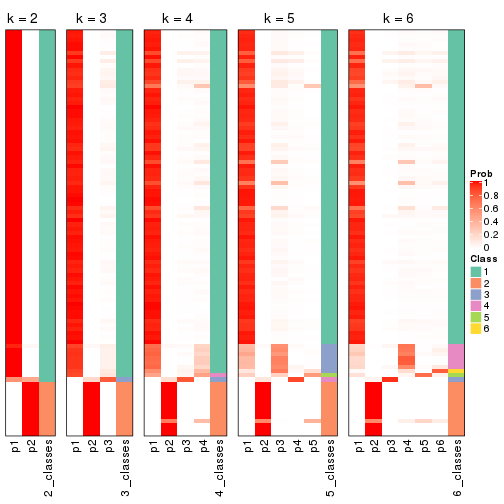 k = 2
k = 3
k = 4
k = 5
k = 6
Prob
1
0.8
0.6
0.4
0.2
0
Class
1
2
3
4
5
6
p1
p2
2_classes
p1
p2
p3
3_classes
p1
p2
p3
p4
4_classes
p1
p2
p3
p4
p5
5_classes
p1
p2
p3
p4
p5
p6
6_classes